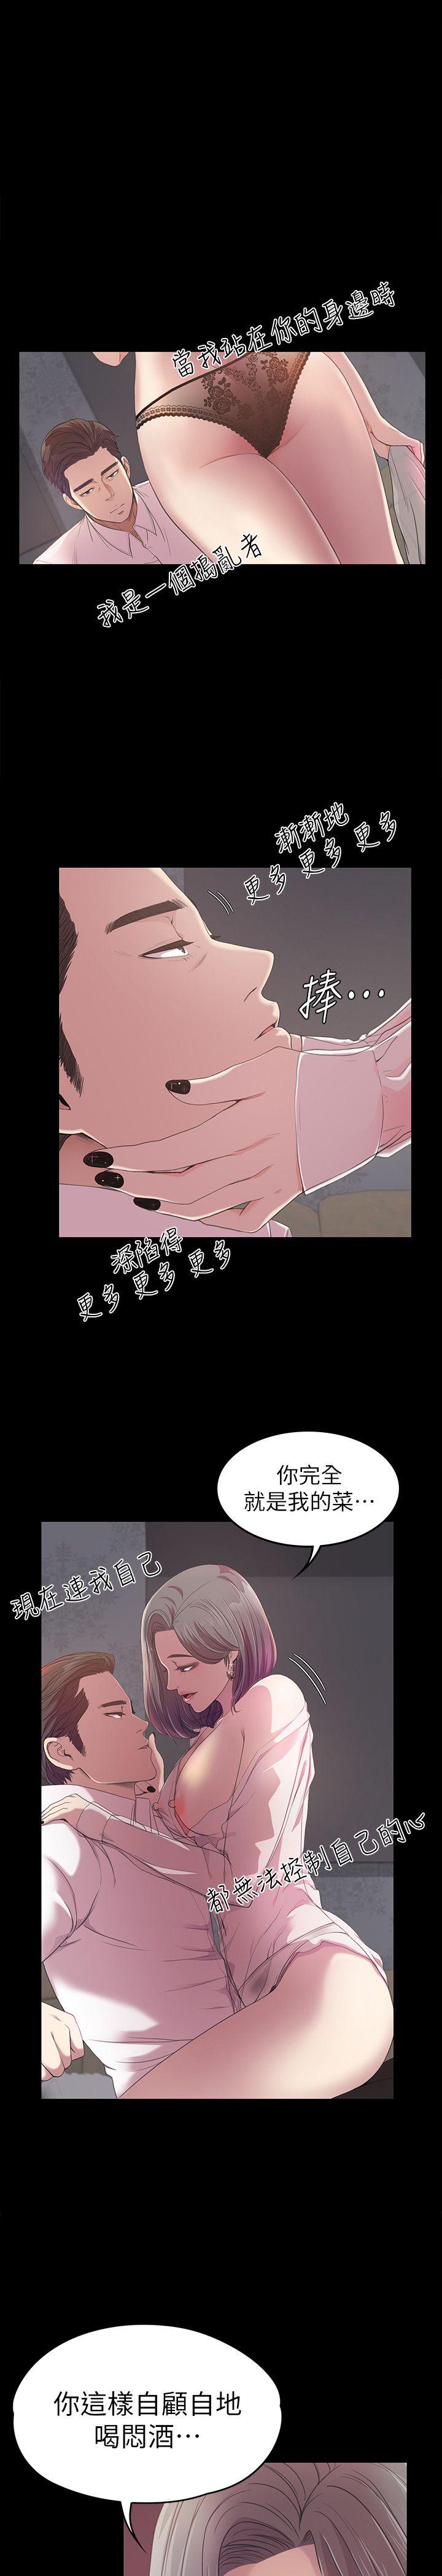 當我站在你的身邊時
我是一個搗亂者
漸漸地
更多 更多 更多
捧…
深陷得
更多 更多 更多
你完全
就是我的菜…
現在連我自己
都無法控制自己的心
你這樣自顧自地
喝悶酒…